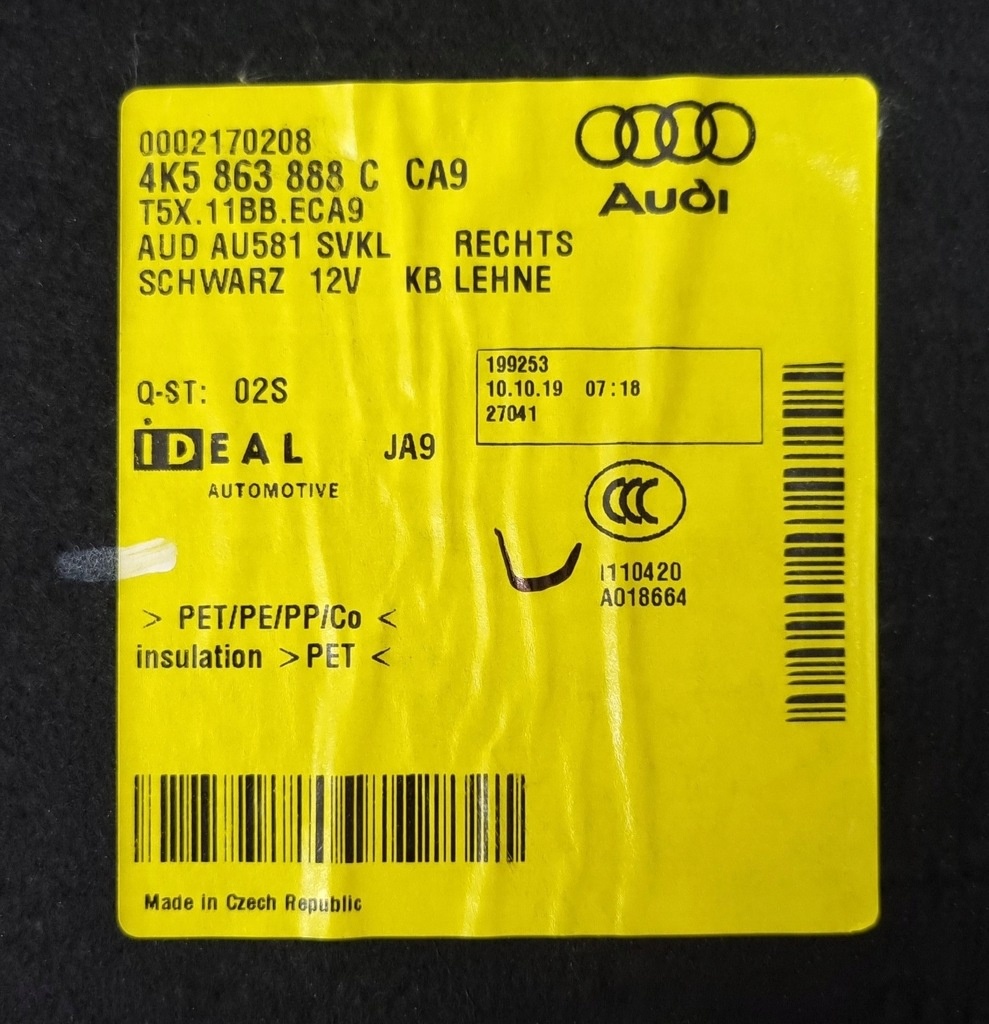 0002170208
4K5 863 888 C CA9
T5X.11BB.ECA9
AUD AU581 SVKL RECHTS
SCHWARZ 12V KB LEHNE
Audi
199253
10.10.19 07:18
27041
Q-ST: 02S
iDEAL JA9
AUTOMOTIVE
CCC
I110420
A018664
> PET/PE/PP/Co <
insulation >PET <
Made in Czech Republic